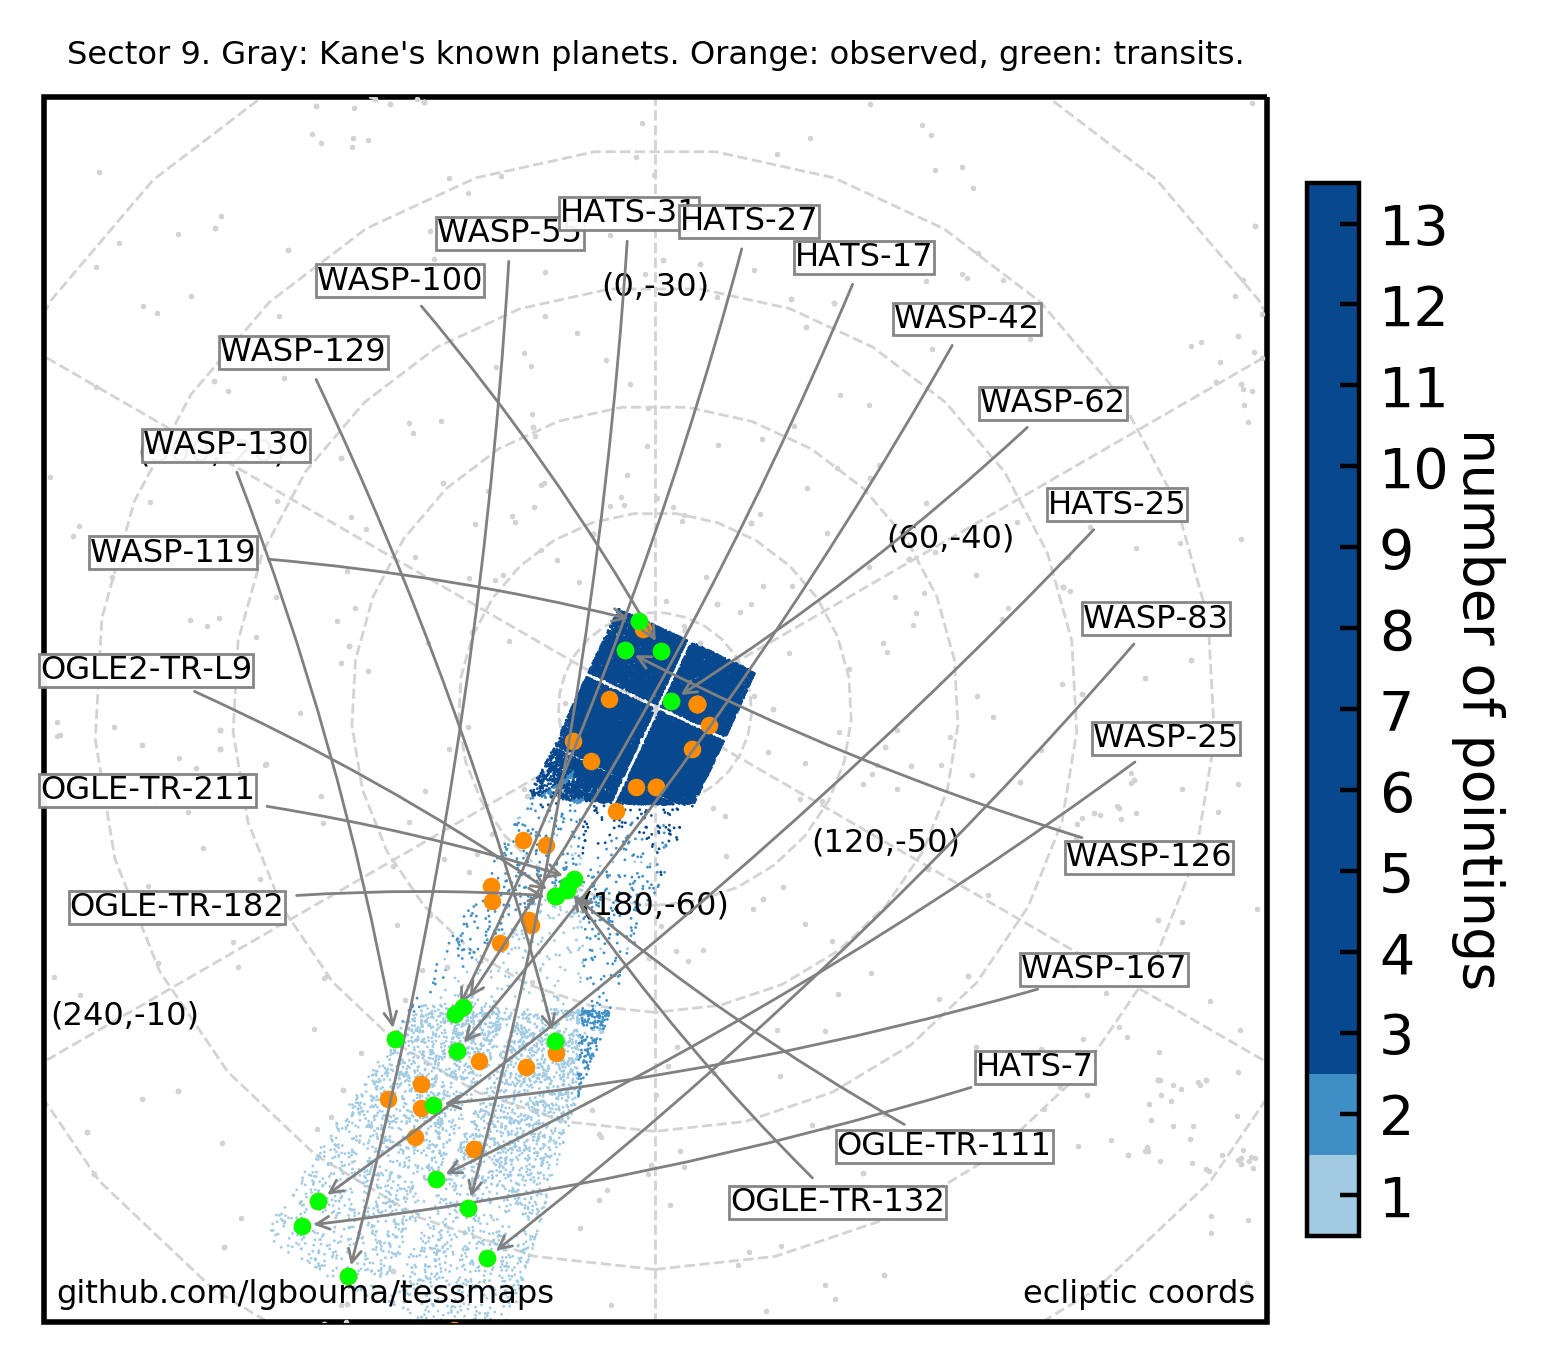 Sector 9. Gray: Kane's known planets. Orange: observed, green: transits.
HATS-31
HATS-27
WASP-55
HATS-17
WASP-100
(0,-30)
WASP-42
WASP-129
WASP-62
WASP-130
HATS-25
(60,-40)
WASP-119
WASP-83
OGLE2-TR-L9
WASP-25
OGLE-TR-211
(120,-50)
WASP-126
OGLE-TR-182
(180,-60)
WASP-167
(240,-10)
HATS-7
OGLE-TR-111
OGLE-TR-132
github.com/lgbouma/tessmaps
ecliptic coords
13
12
11
10
9
8
7
6
5
4
3
2
1
number of pointings